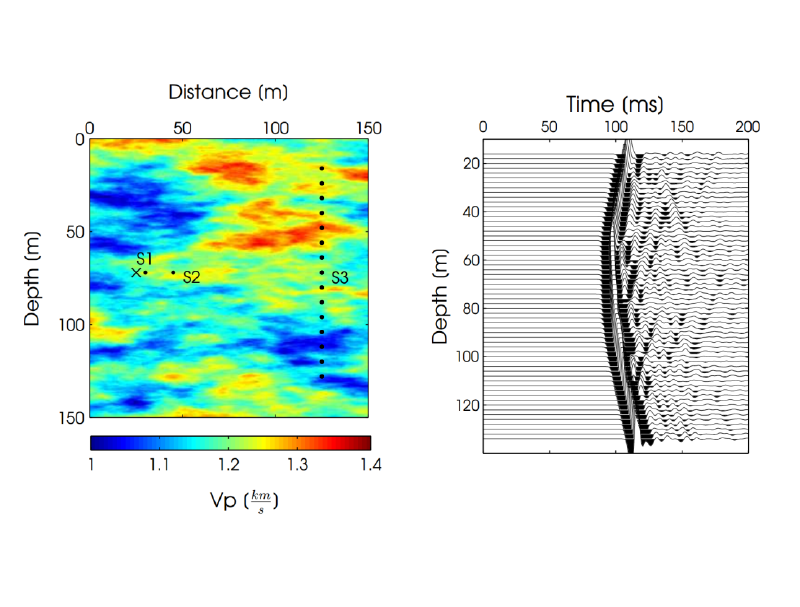 Distance (m)
0 50 100 150
0
50
100
150
Depth (m)
S1
S2
S3
1 1.1 1.2 1.3 1.4
Vp (km/s)
Time (ms)
0 50 100 150 200
20
40
60
80
100
120
Depth (m)